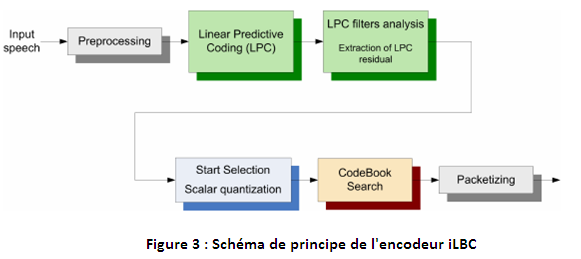 Input
speech
Preprocessing
Linear Predictive
Coding (LPC)
LPC filters analysis
Extraction of LPC
residual
Start Selection
Scalar quantization
CodeBook
Search
Packetizing
Figure 3 : Schéma de principe de l'encodeur iLBC